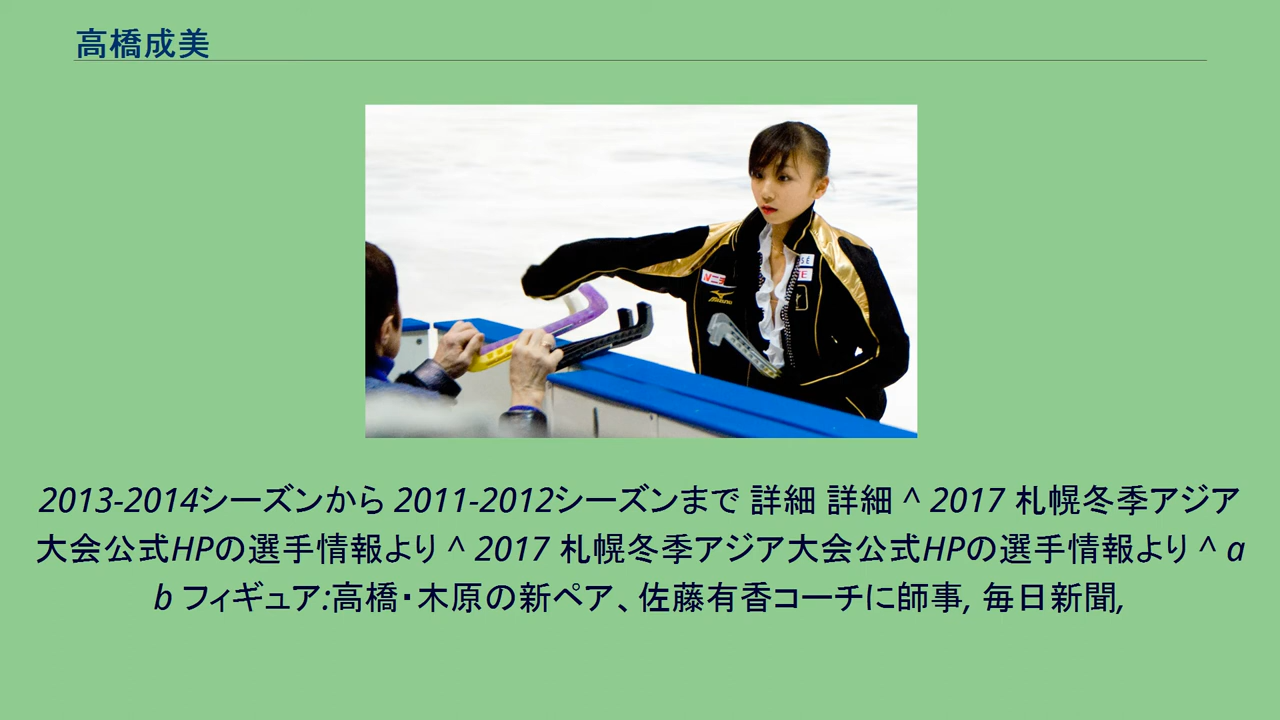 高橋成美
2013-2014シーズンから 2011-2012シーズンまで 詳細 詳細 ^ 2017 札幌冬季アジア
大会公式HPの選手情報より ^ 2017 札幌冬季アジア大会公式HPの選手情報より ^ a
b フィギュア:高橋・木原の新ペア、佐藤有香コーチに師事, 毎日新聞,